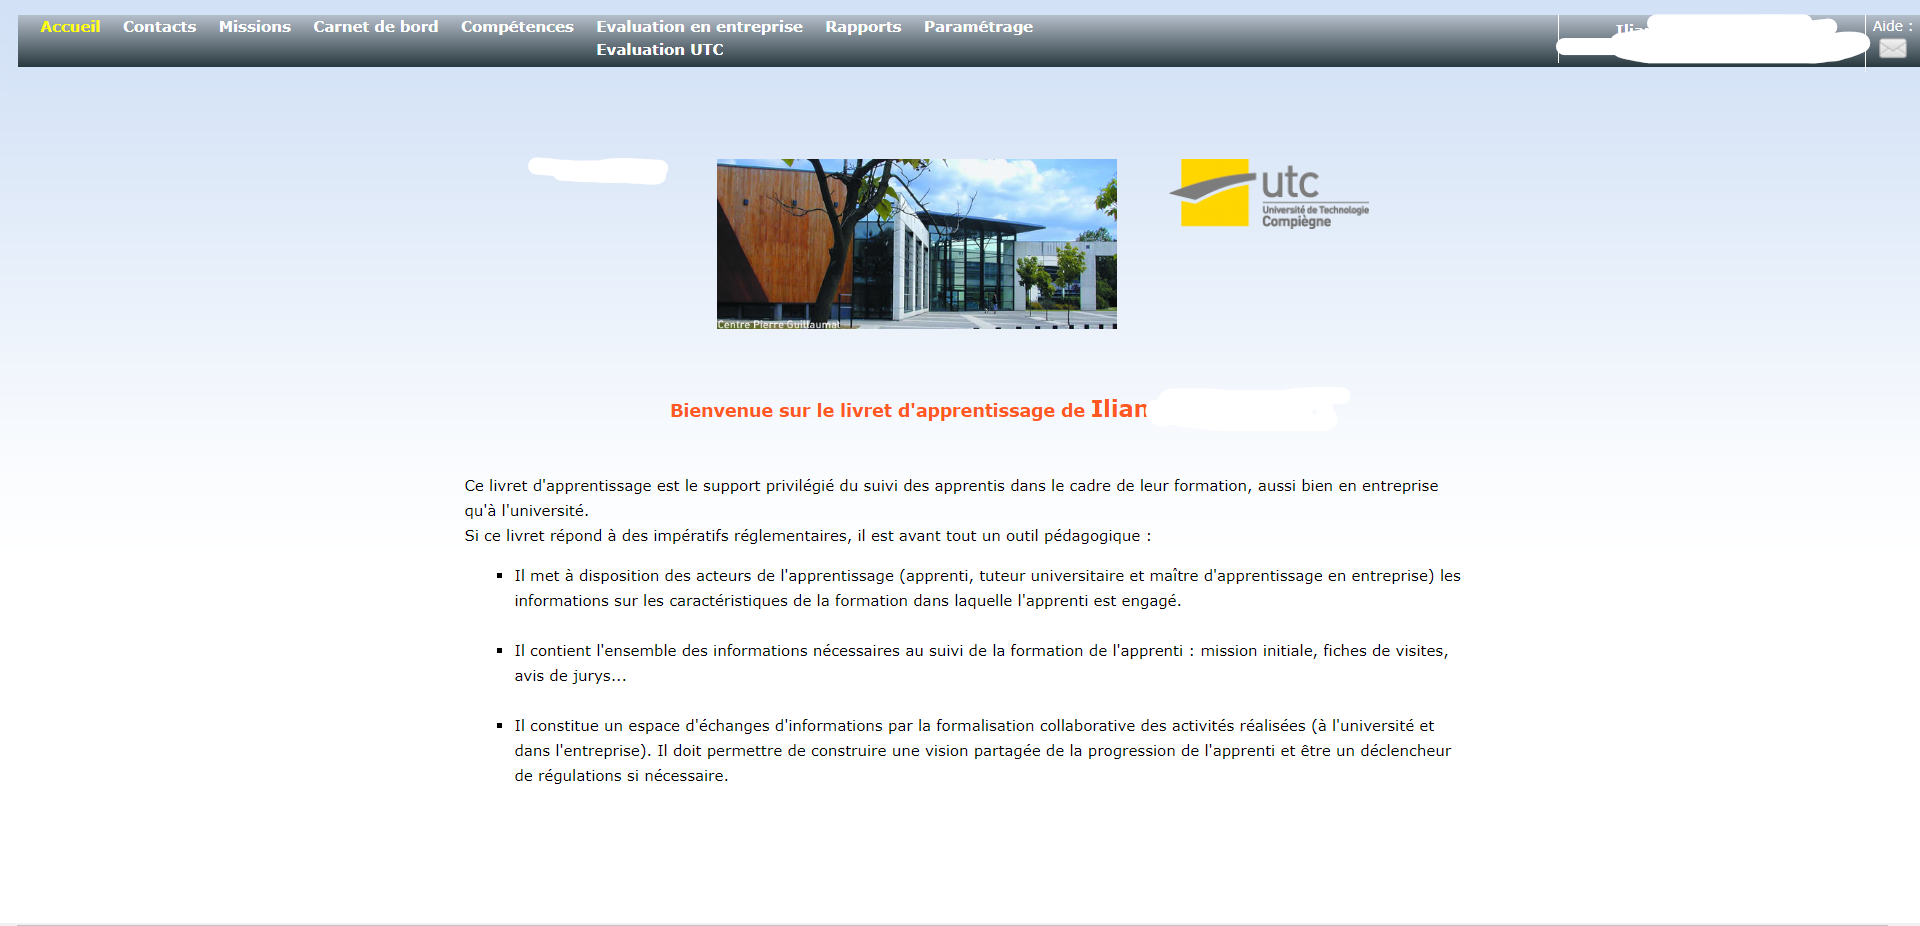 Accueil Contacts Missions Carnet de bord Compétences Evaluation en entreprise Rapports Paramétrage
Evaluation UTC
Aide :
Centre Pierre Guillaumat
utc
Université de Technologie
Compiègne
Bienvenue sur le livret d'apprentissage de Ilian
Ce livret d'apprentissage est le support privilégié du suivi des apprentis dans le cadre de leur formation, aussi bien en entreprise
qu'à l'université.
Si ce livret répond à des impératifs réglementaires, il est avant tout un outil pédagogique :
Il met à disposition des acteurs de l'apprentissage (apprenti, tuteur universitaire et maître d'apprentissage en entreprise) les
informations sur les caractéristiques de la formation dans laquelle l'apprenti est engagé.
Il contient l'ensemble des informations nécessaires au suivi de la formation de l'apprenti : mission initiale, fiches de visites,
avis de jurys...
Il constitue un espace d'échanges d'informations par la formalisation collaborative des activités réalisées (à l'université et
dans l'entreprise). Il doit permettre de construire une vision partagée de la progression de l'apprenti et être un déclencheur
de régulations si nécessaire.